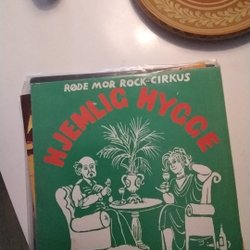 RØDE MOR ROCK-CIRKUS
HJEMLIG HYGGE